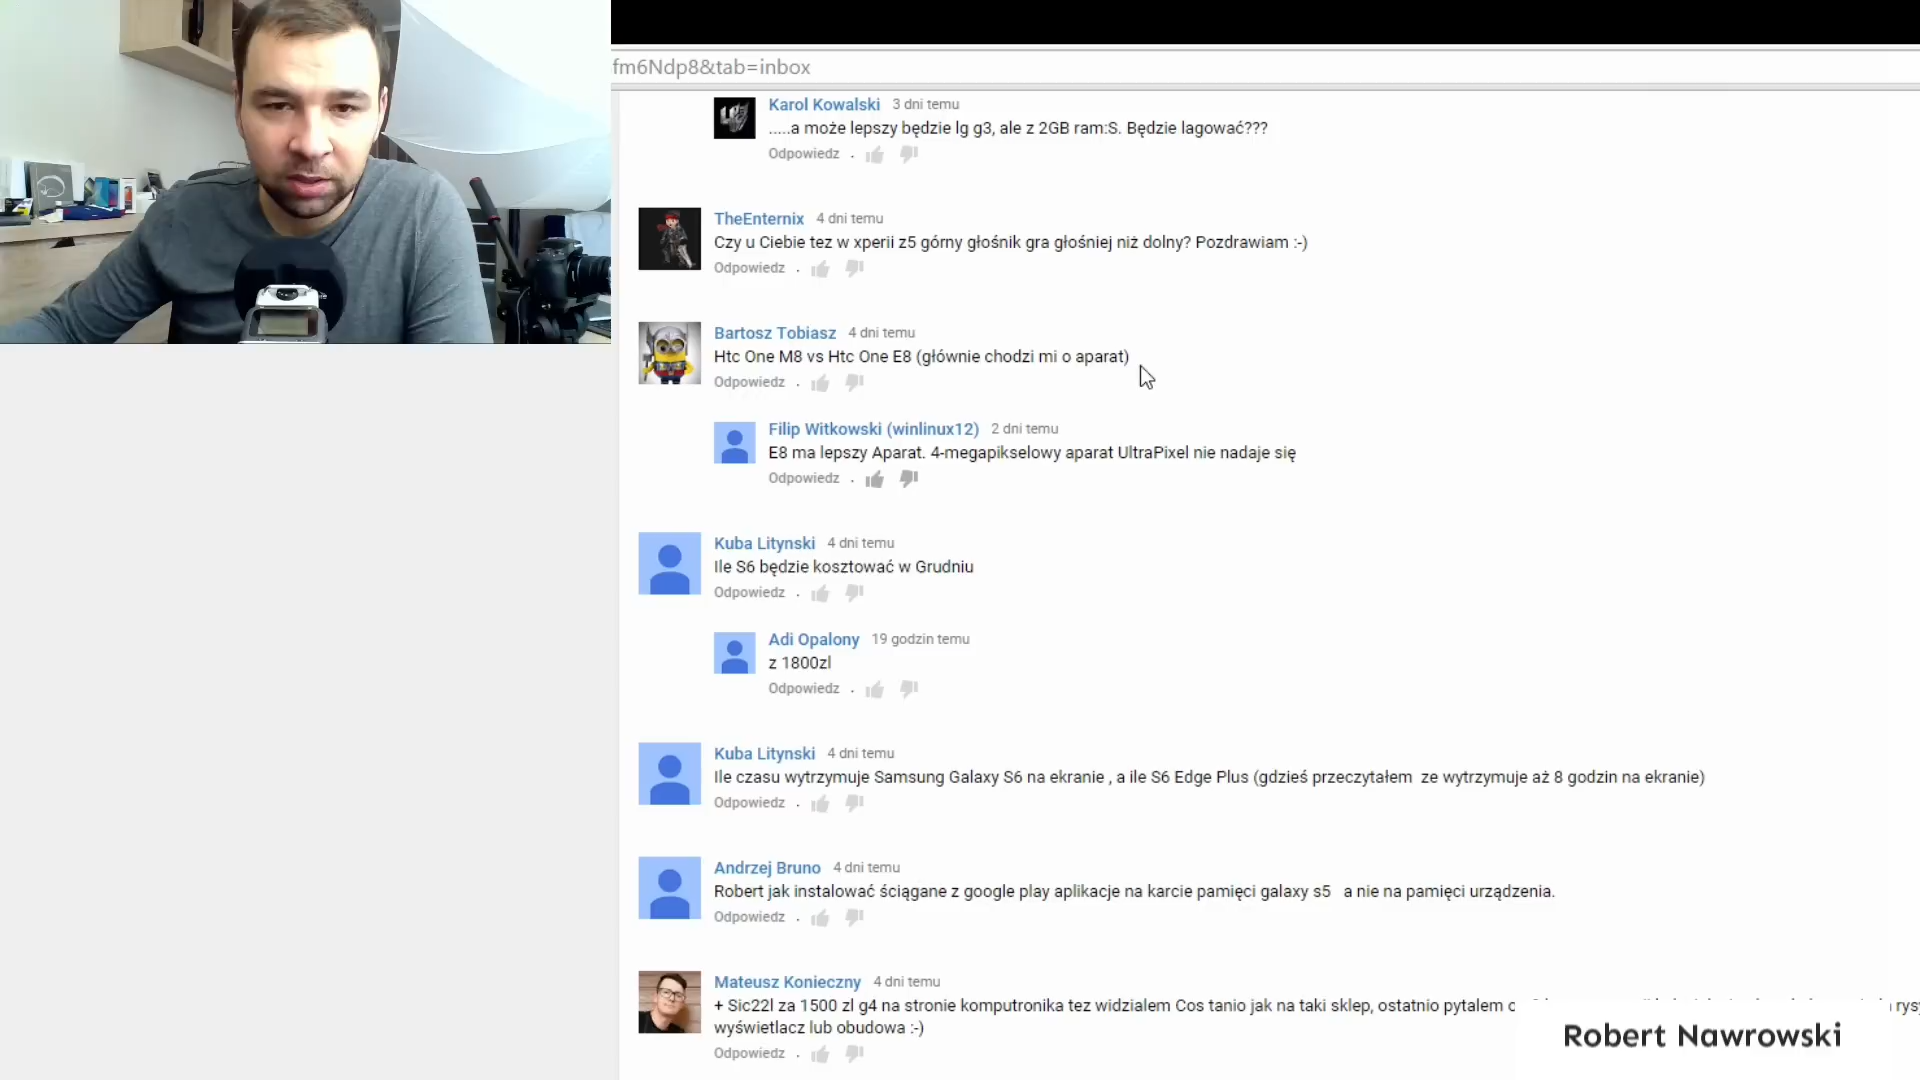 fm6Ndp8&tab=inbox
Karol Kowalski 3 dni temu
.....a może lepszy będzie lg g3, ale z 2GB ram:S. Będzie lagować???
Odpowiedz .
TheEnternix 4 dni temu
Czy u Ciebie tez w xperii z5 górny głośnik gra głośniej niż dolny? Pozdrawiam :-)
Odpowiedz .
Bartosz Tobiasz 4 dni temu
Htc One M8 vs Htc One E8 (głównie chodzi mi o aparat)
Odpowiedz .
Filip Witkowski (winlinux12) 2 dni temu
E8 ma lepszy Aparat. 4-megapikselowy aparat UltraPixel nie nadaje się
Odpowiedz .
Kuba Litynski 4 dni temu
Ile S6 będzie kosztować w Grudniu
Odpowiedz .
Adi Opalony 19 godzin temu
z 1800zl
Odpowiedz .
Kuba Litynski 4 dni temu
Ile czasu wytrzymuje Samsung Galaxy S6 na ekranie , a ile S6 Edge Plus (gdzieś przeczytałem ze wytrzymuje aż 8 godzin na ekranie)
Odpowiedz .
Andrzej Bruno 4 dni temu
Robert jak instalować ściągane z google play aplikacje na karcie pamięci galaxy s5 a nie na pamięci urządzenia.
Odpowiedz .
Mateusz Konieczny 4 dni temu
+ Sic22l za 1500 zl g4 na stronie komputronika tez widzialem Cos tanio jak na taki sklep, ostatnio pytalem o
wyświetlacz lub obudowa :-)
Odpowiedz .
Robert Nawrowski